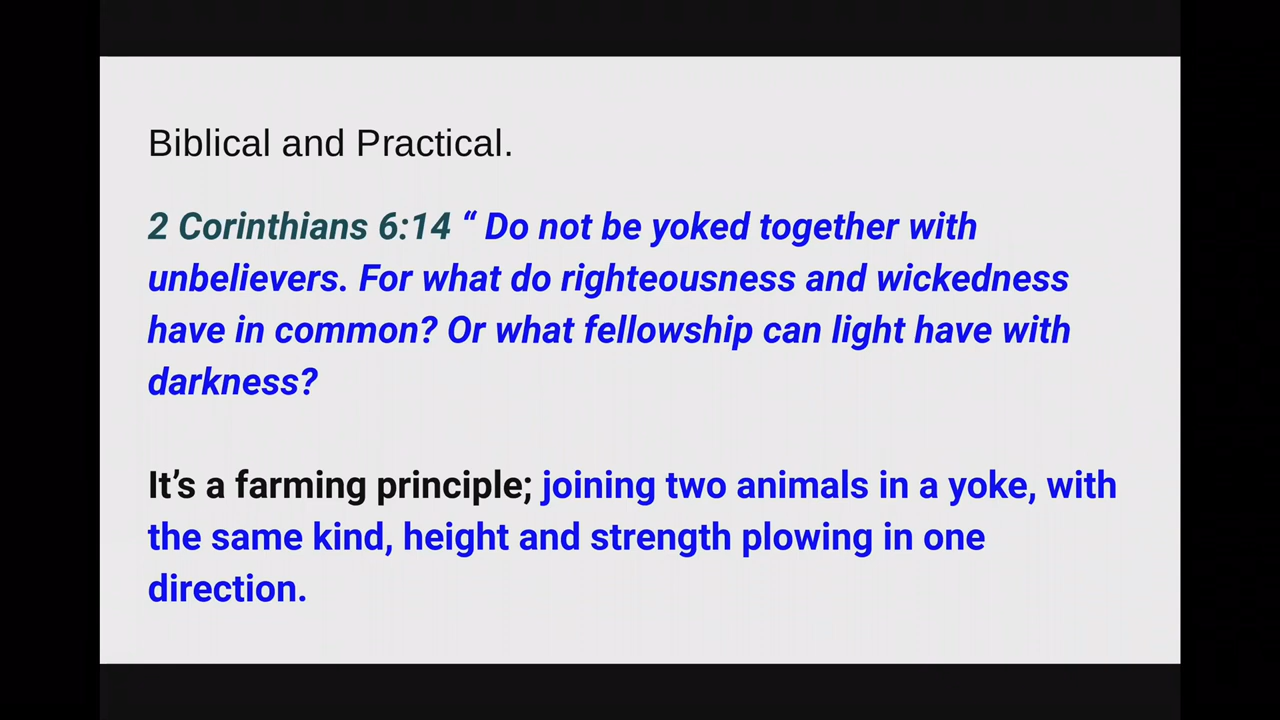 Biblical and Practical.
2 Corinthians 6:14 “ Do not be yoked together with
unbelievers. For what do righteousness and wickedness
have in common? Or what fellowship can light have with
darkness?
It’s a farming principle; joining two animals in a yoke, with
the same kind, height and strength plowing in one
direction.